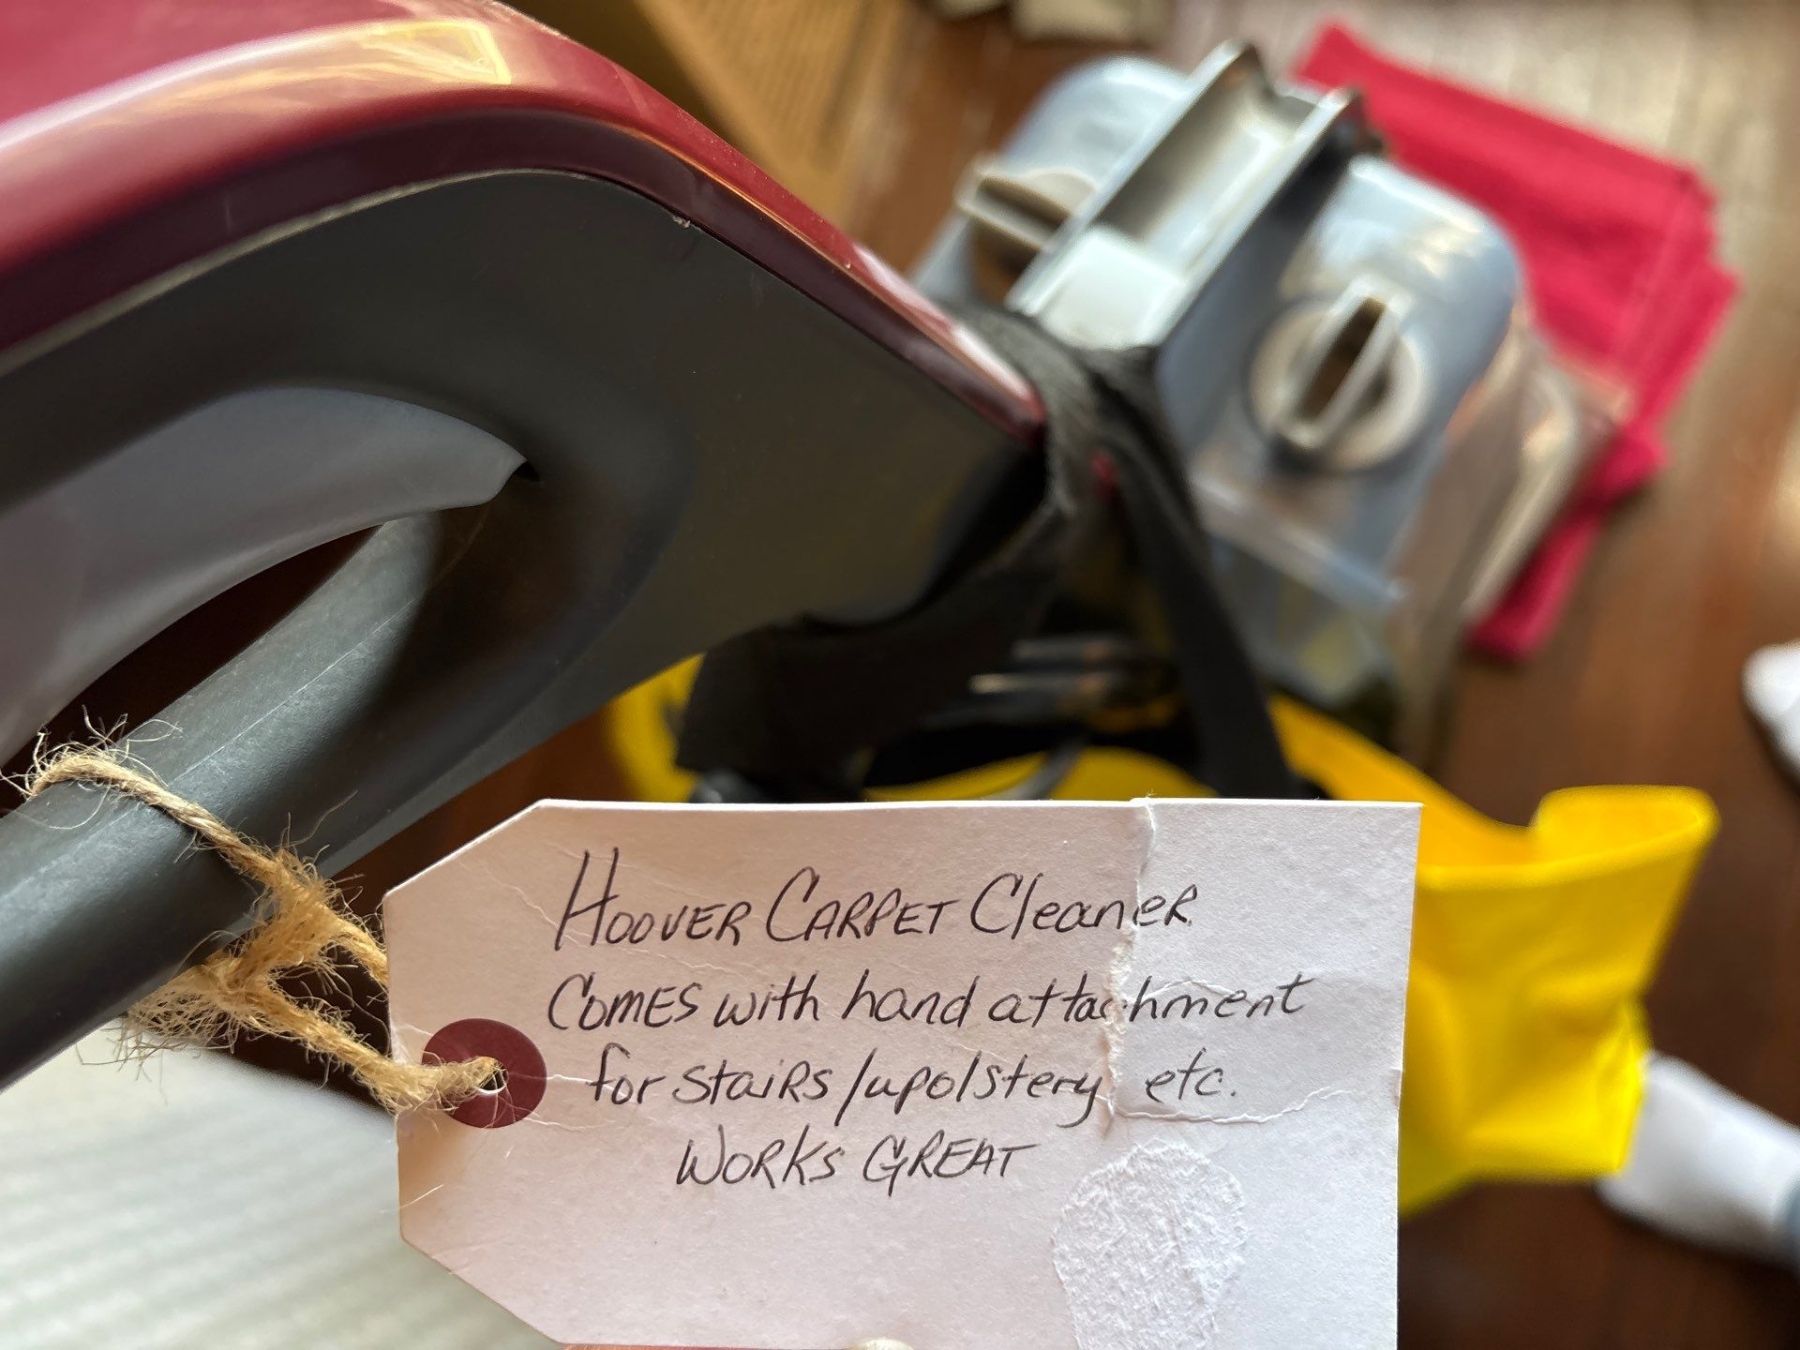 HOOVER CARPET Cleaner
COMES with hand attachment
for stairs/upolstery etc.
WORKS GREAT